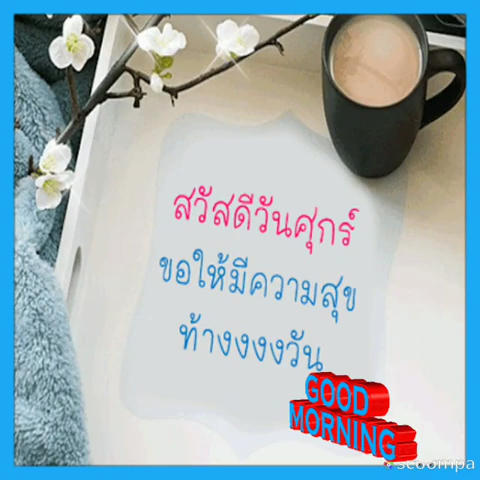 สวัสดีวันศุกร์
ขอให้มีความสุข
ท้างงงงวัน
GOOD
MORNING
scoompa